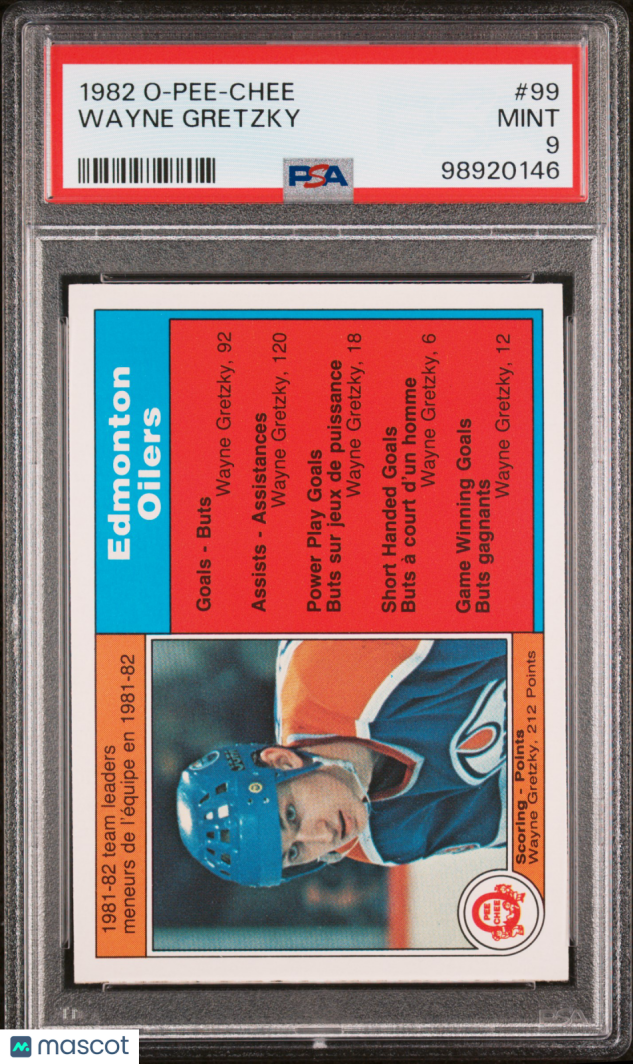 1982 O-PEE-CHEE #99
WAYNE GRETZKY MINT
9
PSA 98920146
Edmonton
Oilers
Goals - Buts
Wayne Gretzky, 92
Assists - Assistances
Wayne Gretzky, 120
Power Play Goals
Buts sur jeux de puissance
Wayne Gretzky, 18
Short Handed Goals
Buts à court d'un homme
Wayne Gretzky, 6
Game Winning Goals
Buts gagnants
Wayne Gretzky, 12
1981-82 team leaders
meneurs de l'équipe en 1981-82
Scoring - Points
Wayne Gretzky, 212 Points
O
PEE
CHEE
PSA
mascot